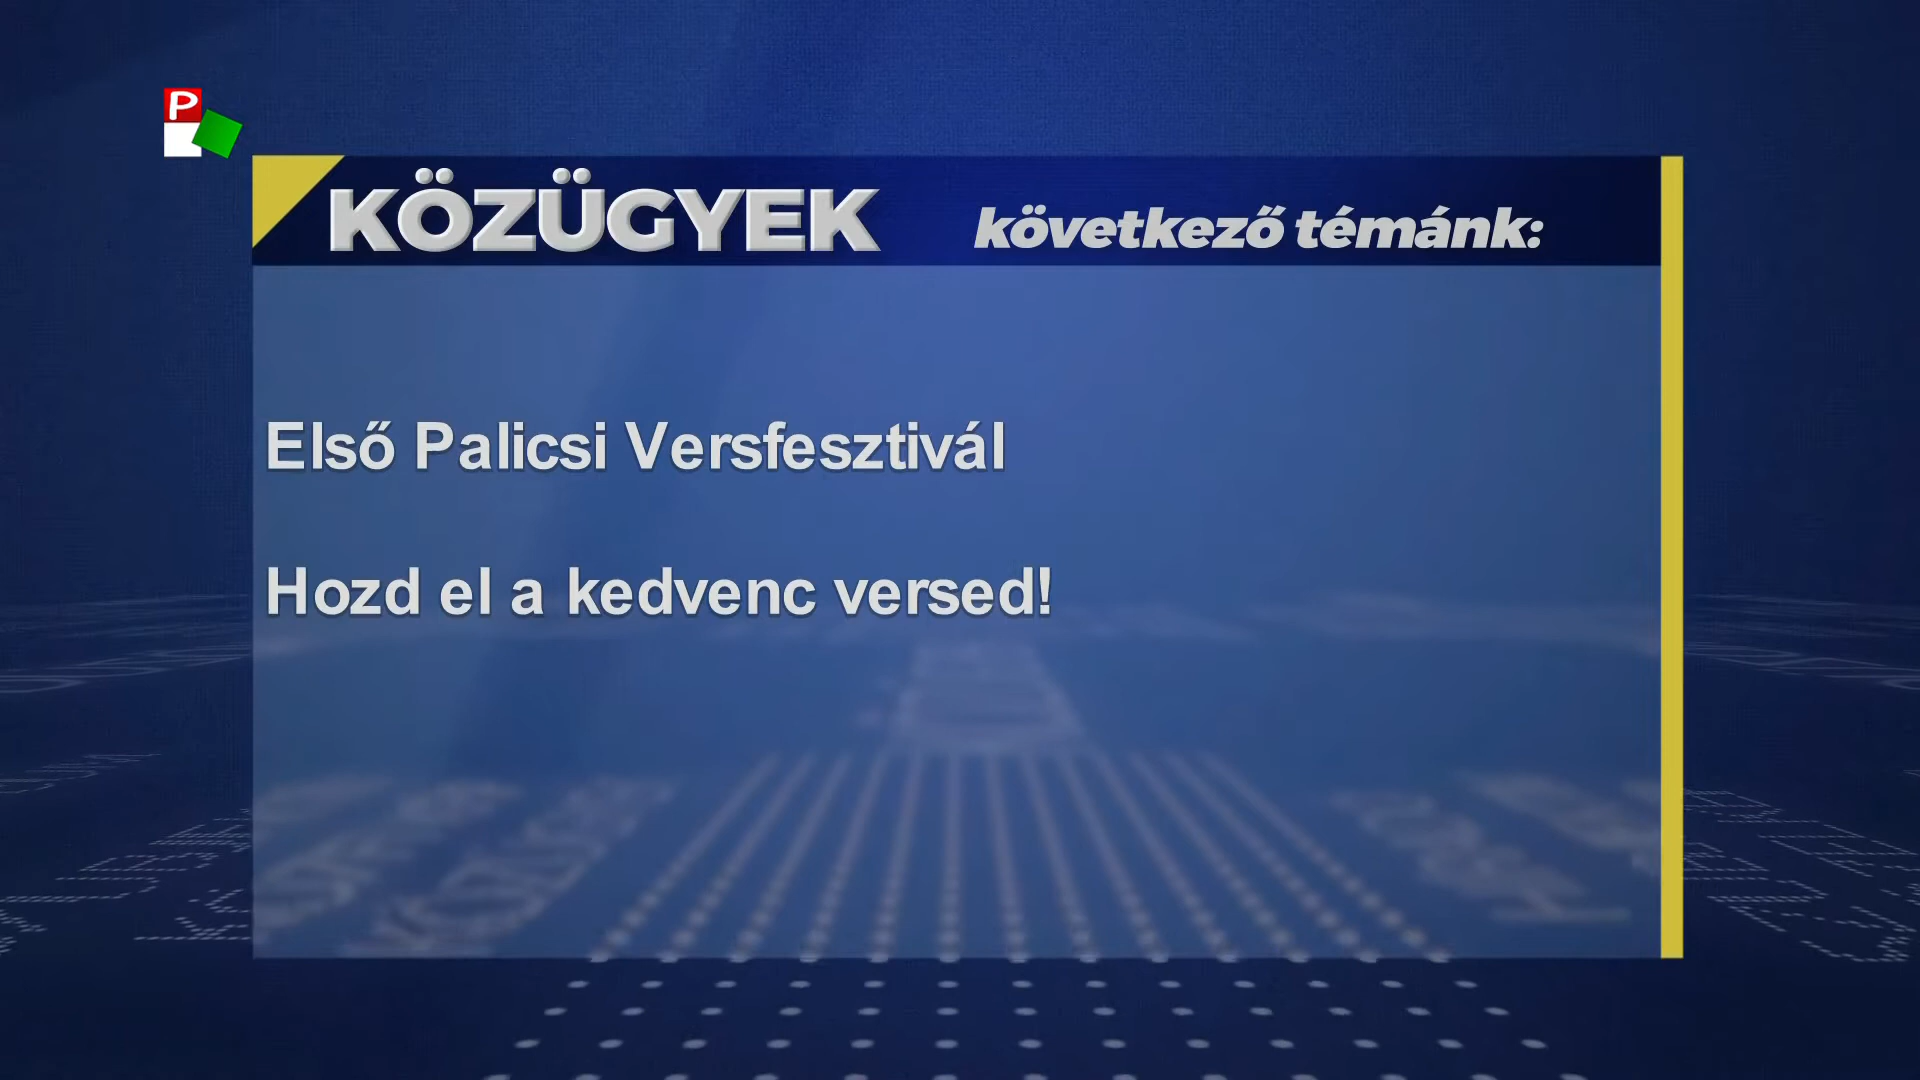 P
KÖZÜGYEK következő témánk:
Első Palicsi Versfesztivál
Hozd el a kedvenc versed!